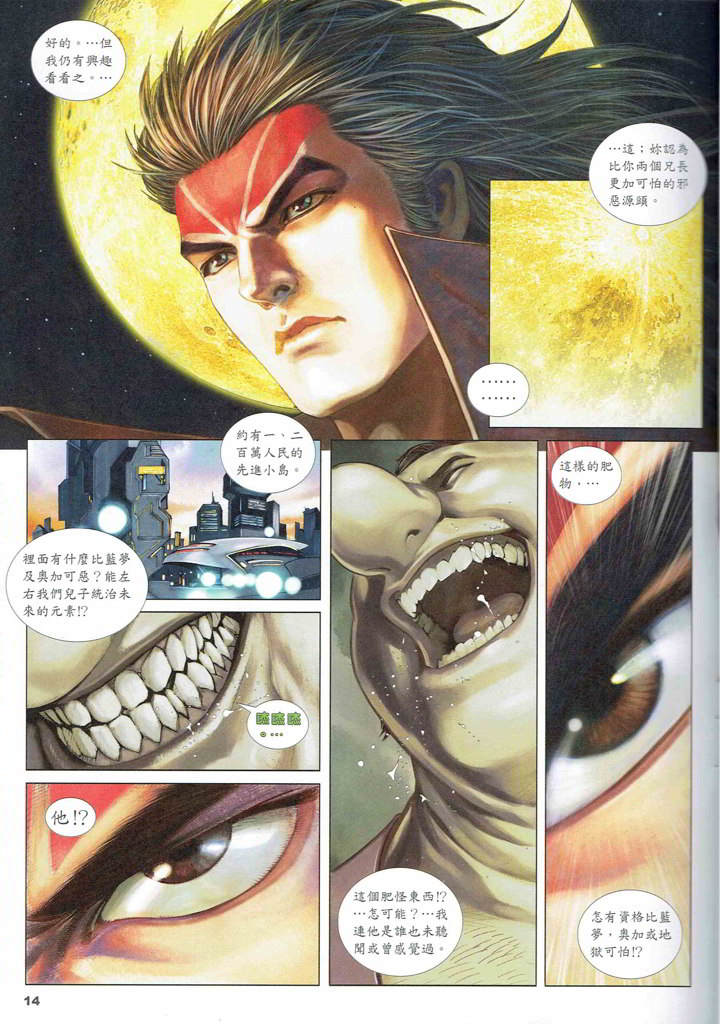 好的。…但
我仍有興趣
看看之。…
…這；妳認為
比你兩個兄長
更加可怕的邪
惡源頭。
……
……
約有一、二
百萬人民的
先進小島。
裡面有什麼比藍夢
及奧加可惡？能左
右我們兒子統治未
來的元素!?
。…
他!?
這個肥怪東西!?
…怎可能？…我
連他是誰也未聽
聞或曾感覺過。
這樣的肥
物，…
怎有資格比藍
夢，奧加或地
獄可怕!?
14